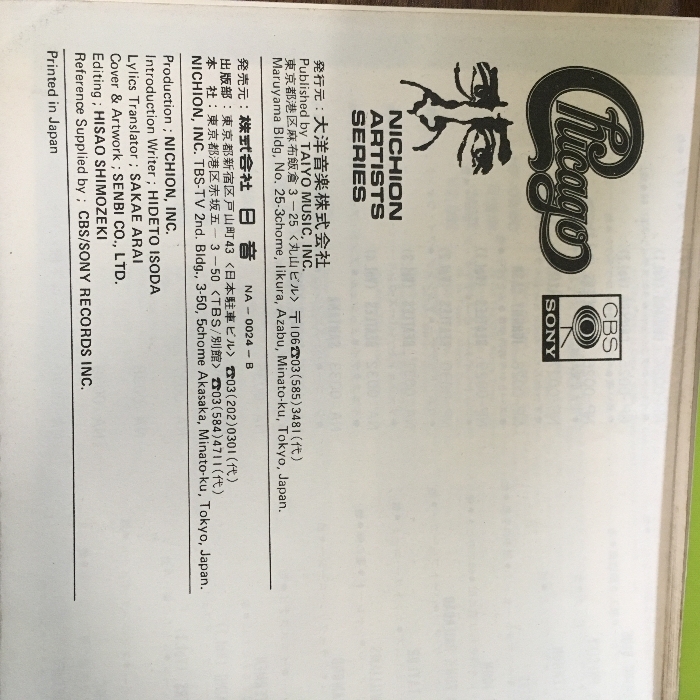 Chicago
CBS
SONY
NICHION
ARTISTS
SERIES
発行元：大洋音楽株式会社
Published by TAIYO MUSIC, INC.
東京都港区麻布飯倉3－25〈丸山ビル〉〒106☎03(585)3481(代)
Maruyama Bldg, No. 25-3chome, Iikura, Azabu, Minato-ku, Tokyo, Japan.
発売元：株式会社 日音 NA－0024－B
出版部：東京都新宿区戸山町43〈日本駐車ビル〉☎03(202)0301(代)
本 社：東京都港区赤坂五－3－50〈TBS/別館〉☎03(584)4711(代)
NICHION, INC. TBS-TV 2nd. Bldg., 3-50, 5chome Akasaka, Minato-ku, Tokyo, Japan.
Production ; NICHION, INC.
Introduction Writer ; HIDETO ISODA
Lylics Translator ; SAKAE ARAI
Cover & Artwork ; SENBI CO., LTD.
Editing ; HISAO SHIMOZEKI
Reference Supplied by ; CBS/SONY RECORDS INC.
Printed in Japan